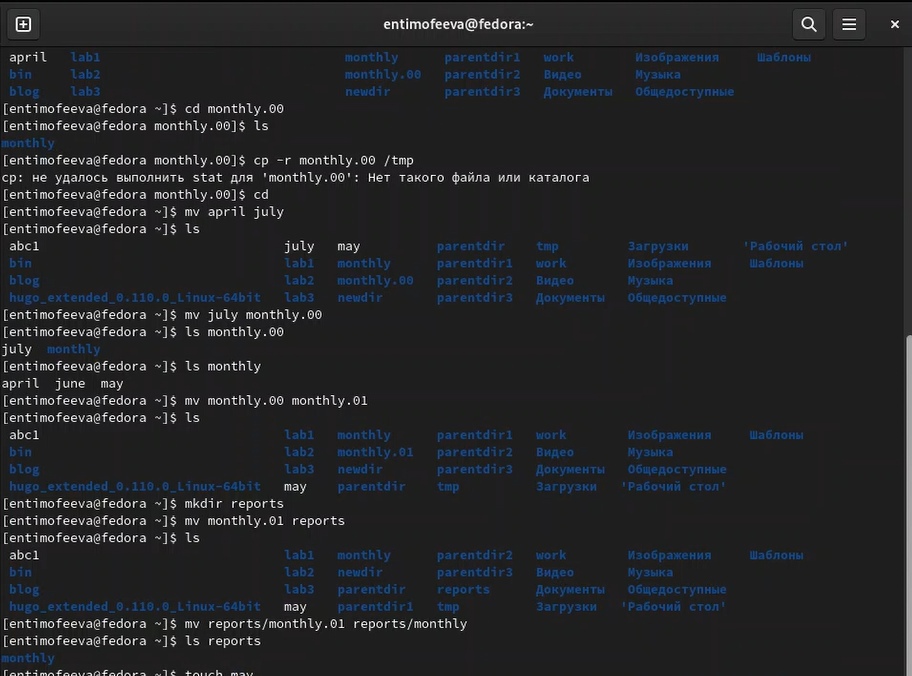 entimofeeva@fedora:~
april lab1 monthly parentdir1 work Изображения Шаблоны
bin lab2 monthly.00 parentdir2 Видео Музыка
blog lab3 newdir parentdir3 Документы Общедоступные
[entimofeeva@fedora ~]$ cd monthly.00
[entimofeeva@fedora monthly.00]$ ls
monthly
[entimofeeva@fedora monthly.00]$ cp -r monthly.00 /tmp
cp: не удалось выполнить stat для 'monthly.00': Нет такого файла или каталога
[entimofeeva@fedora monthly.00]$ cd
[entimofeeva@fedora ~]$ mv april july
[entimofeeva@fedora ~]$ ls
abc1 july may parentdir tmp Загрузки 'Рабочий стол'
bin lab1 monthly parentdir1 work Изображения Шаблоны
blog lab2 monthly.00 parentdir2 Видео Музыка
hugo_extended_0.110.0_Linux-64bit lab3 newdir parentdir3 Документы Общедоступные
[entimofeeva@fedora ~]$ mv july monthly.00
[entimofeeva@fedora ~]$ ls monthly.00
july monthly
[entimofeeva@fedora ~]$ ls monthly
april june may
[entimofeeva@fedora ~]$ mv monthly.00 monthly.01
[entimofeeva@fedora ~]$ ls
abc1 lab1 monthly parentdir1 work Изображения Шаблоны
bin lab2 monthly.01 parentdir2 Видео Музыка
blog lab3 newdir parentdir3 Документы Общедоступные
hugo_extended_0.110.0_Linux-64bit may parentdir tmp Загрузки 'Рабочий стол'
[entimofeeva@fedora ~]$ mkdir reports
[entimofeeva@fedora ~]$ mv monthly.01 reports
[entimofeeva@fedora ~]$ ls
abc1 lab1 monthly parentdir2 work Изображения Шаблоны
bin lab2 newdir parentdir3 Видео Музыка
blog lab3 parentdir reports Документы Общедоступные
hugo_extended_0.110.0_Linux-64bit may parentdir1 tmp Загрузки 'Рабочий стол'
[entimofeeva@fedora ~]$ mv reports/monthly.01 reports/monthly
[entimofeeva@fedora ~]$ ls reports
monthly
[entimofeeva@fedora ~]$ touch may